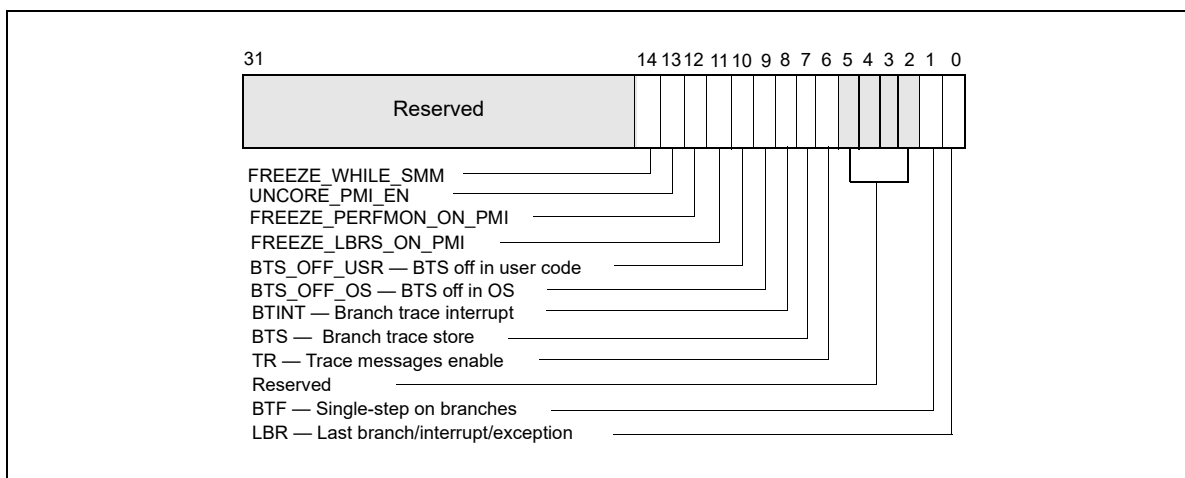 31 14 13 12 11 10 9 8 7 6 5 4 3 2 1 0
Reserved
FREEZE_WHILE_SMM
UNCORE_PMI_EN
FREEZE_PERFMON_ON_PMI
FREEZE_LBRS_ON_PMI
BTS_OFF_USR — BTS off in user code
BTS_OFF_OS — BTS off in OS
BTINT — Branch trace interrupt
BTS — Branch trace store
TR — Trace messages enable
Reserved
BTF — Single-step on branches
LBR — Last branch/interrupt/exception